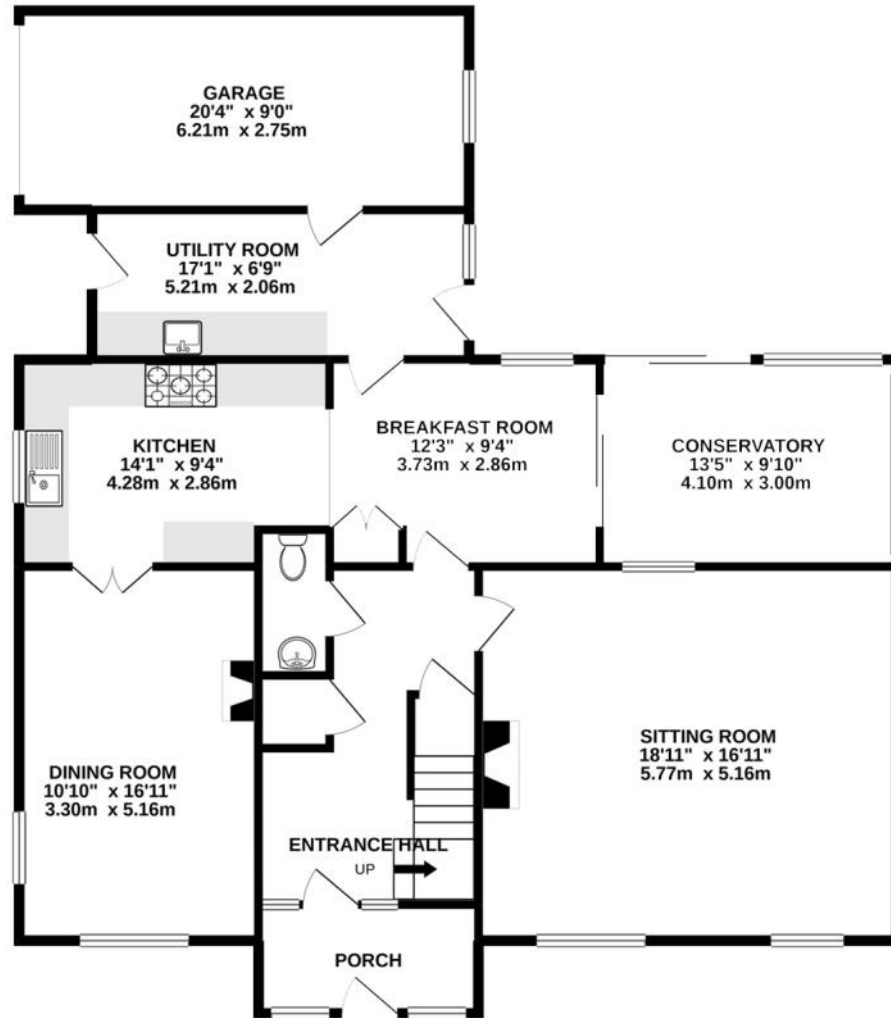 GARAGE
20'4" x 9'0"
6.21m x 2.75m
UTILITY ROOM
17'1" x 6'9"
5.21m x 2.06m
KITCHEN
14'1" x 9'4"
4.28m x 2.86m
BREAKFAST ROOM
12'3" x 9'4"
3.73m x 2.86m
CONSERVATORY
13'5" x 9'10"
4.10m x 3.00m
DINING ROOM
10'10" x 16'11"
3.30m x 5.16m
SITTING ROOM
18'11" x 16'11"
5.77m x 5.16m
ENTRANCE HALL
UP
PORCH